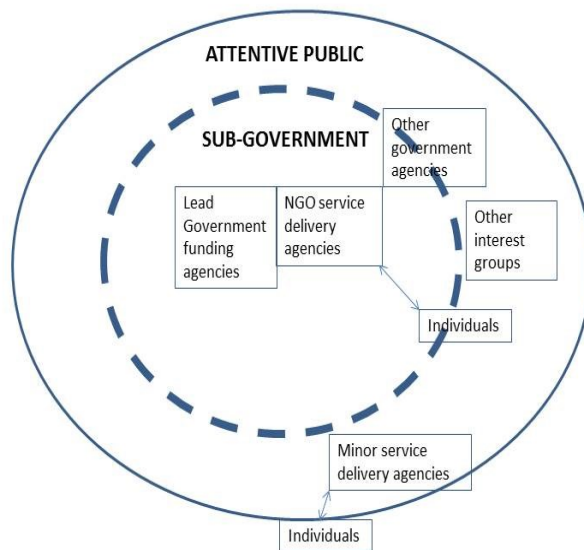 ATTENTIVE PUBLIC
SUB-GOVERNMENT
Other
government
agencies
Lead
Government
funding
agencies
NGO service
delivery
agencies
Other
interest
groups
Individuals
Minor service
delivery agencies
Individuals